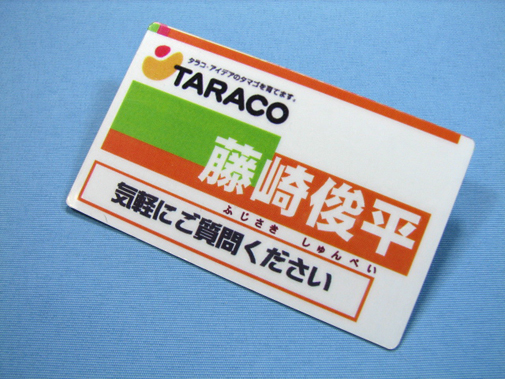 タラコ・アイデアのタマゴを育てます。
TARACO
藤崎俊平
ふじさき しゅんぺい
気軽にご質問ください